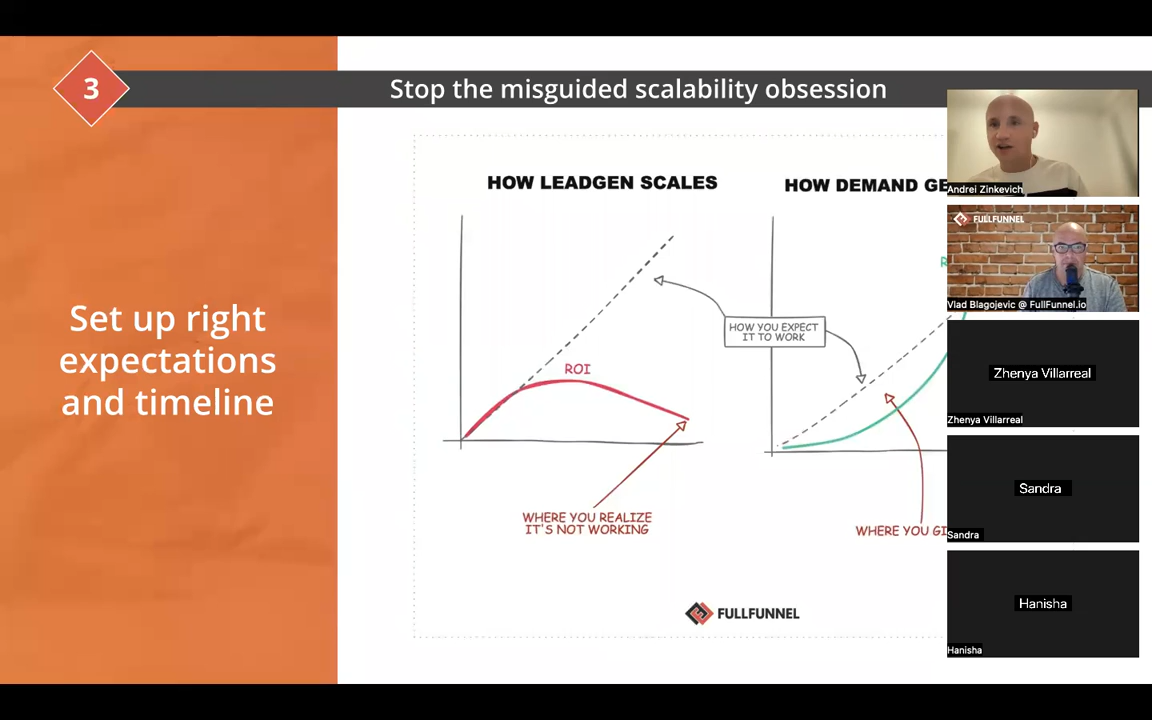 3
Stop the misguided scalability obsession
Set up right
expectations
and timeline
HOW LEADGEN SCALES
HOW DEMAND GE
HOW YOU EXPECT
IT TO WORK
ROI
R
WHERE YOU REALIZE
IT'S NOT WORKING
WHERE YOU GI
FULLFUNNEL
Andrei Zinkevich
FULLFUNNEL
Vlad Blagojevic @ FullFunnel.io
Zhenya Villarreal
Zhenya Villarreal
Sandra
Sandra
Hanisha
Hanisha